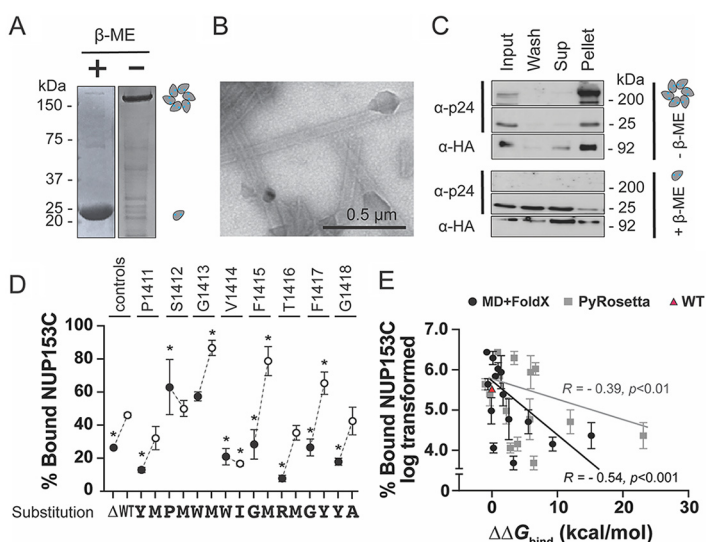 A
β-ME
+ −
kDa
150 -
75 -
37 -
25 -
20 -
B
0.5 µm
C
Input
Wash
Sup
Pellet
kDa
α-p24
- 200
- 25
α-HA
- 92
- β-ME
α-p24
- 200
- 25
α-HA
- 92
+ β-ME
D
controls
P1411
S1412
G1413
V1414
F1415
T1416
F1417
G1418
% Bound NUP153C
100
80
60
40
20
0
* * * * * * * * * * * *
Substitution ΔWTYMPMWMWIGMRMGYYA
E
MD+FoldX PyRosetta WT
% Bound NUP153C
log transformed
7.0
6.0
5.0
4.0
R = - 0.39, p<0.01
R = - 0.54, p<0.001
0 10 20 30
ΔΔGbind (kcal/mol)